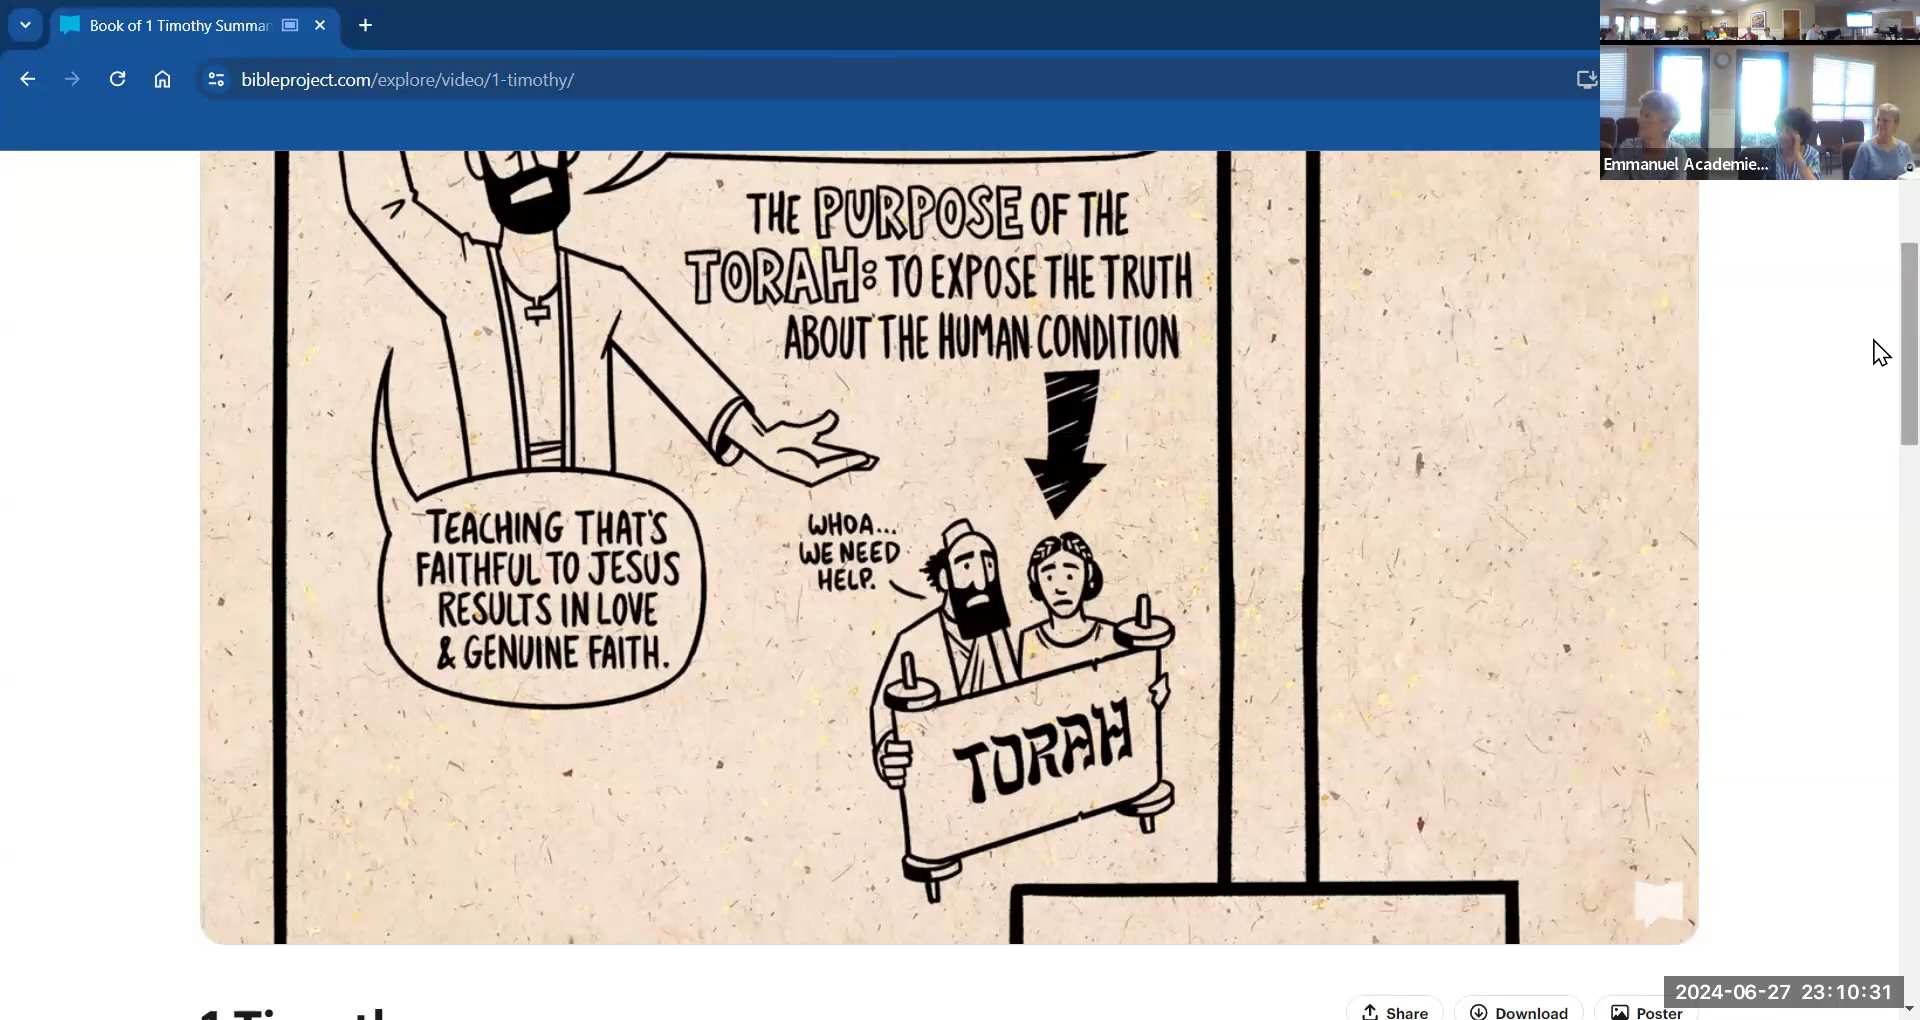 Book of 1 Timothy Summar
bibleproject.com/explore/video/1-timothy/
Emmanuel Academie...
THE PURPOSE OF THE
TORAH: TO EXPOSE THE TRUTH
ABOUT THE HUMAN CONDITION
TEACHING THAT'S
FAITHFUL TO JESUS
RESULTS IN LOVE
& GENUINE FAITH.
WHOA...
WE NEED
HELP.
TORAH
Share
Download
Poster
2024-06-27 23:10:31